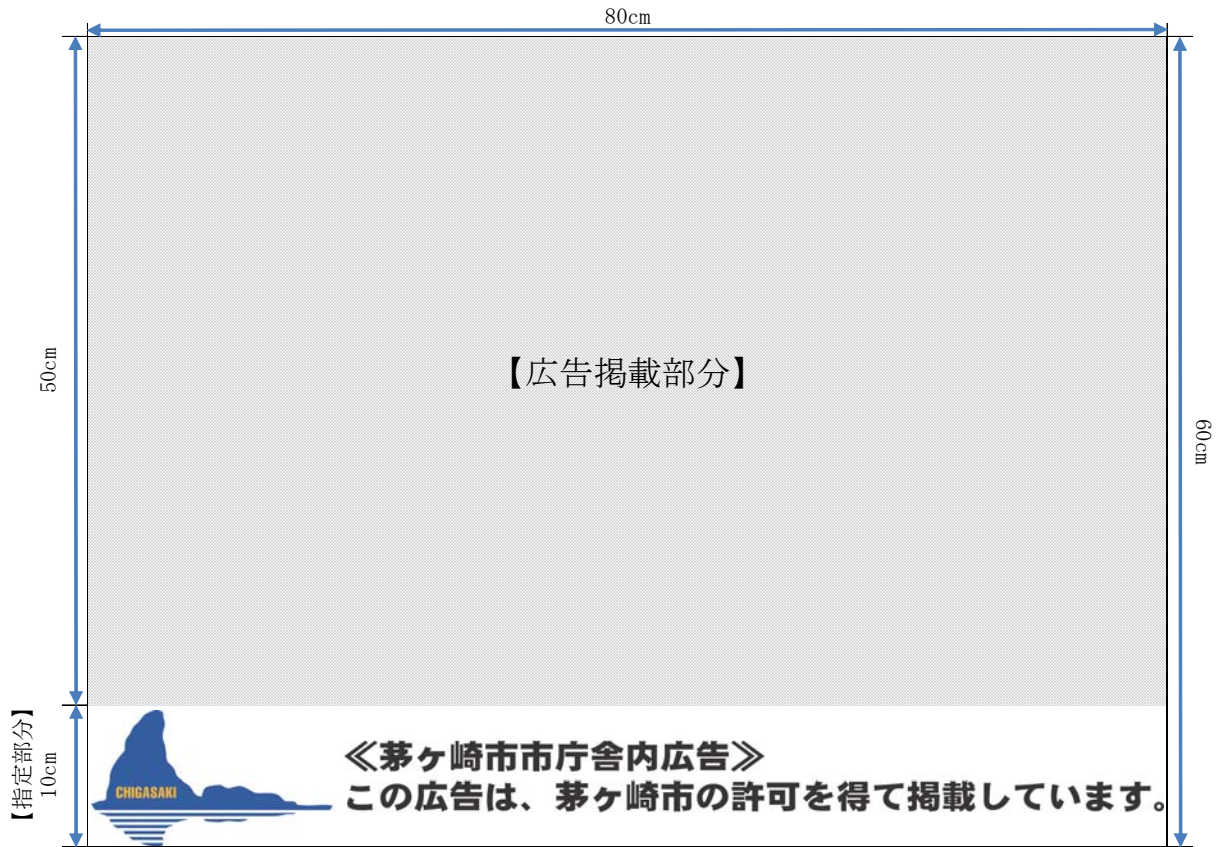 80cm
50cm
【広告掲載部分】
60cm
【指定部分】
10cm
CHIGASAKI
≪茅ヶ崎市市庁舎内広告≫
この広告は、茅ヶ崎市の許可を得て掲載しています。